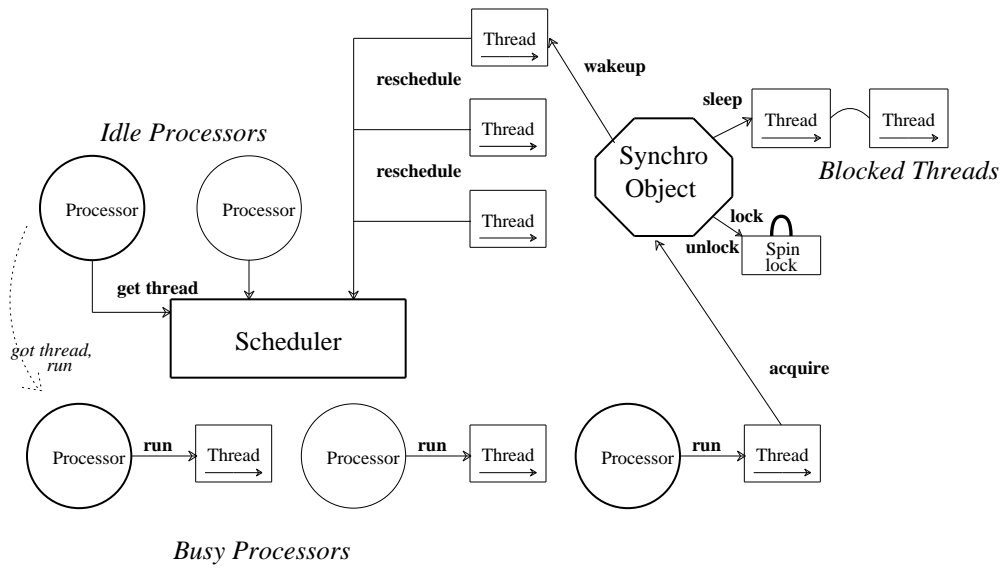 Thread
wakeup
reschedule
sleep
Thread
Thread
Idle Processors
Thread
Synchro
Object
Blocked Threads
reschedule
Processor
Processor
Thread
lock
unlock
Spin
lock
get thread
Scheduler
got thread,
run
acquire
Processor
run
Thread
Processor
run
Thread
Processor
run
Thread
Busy Processors